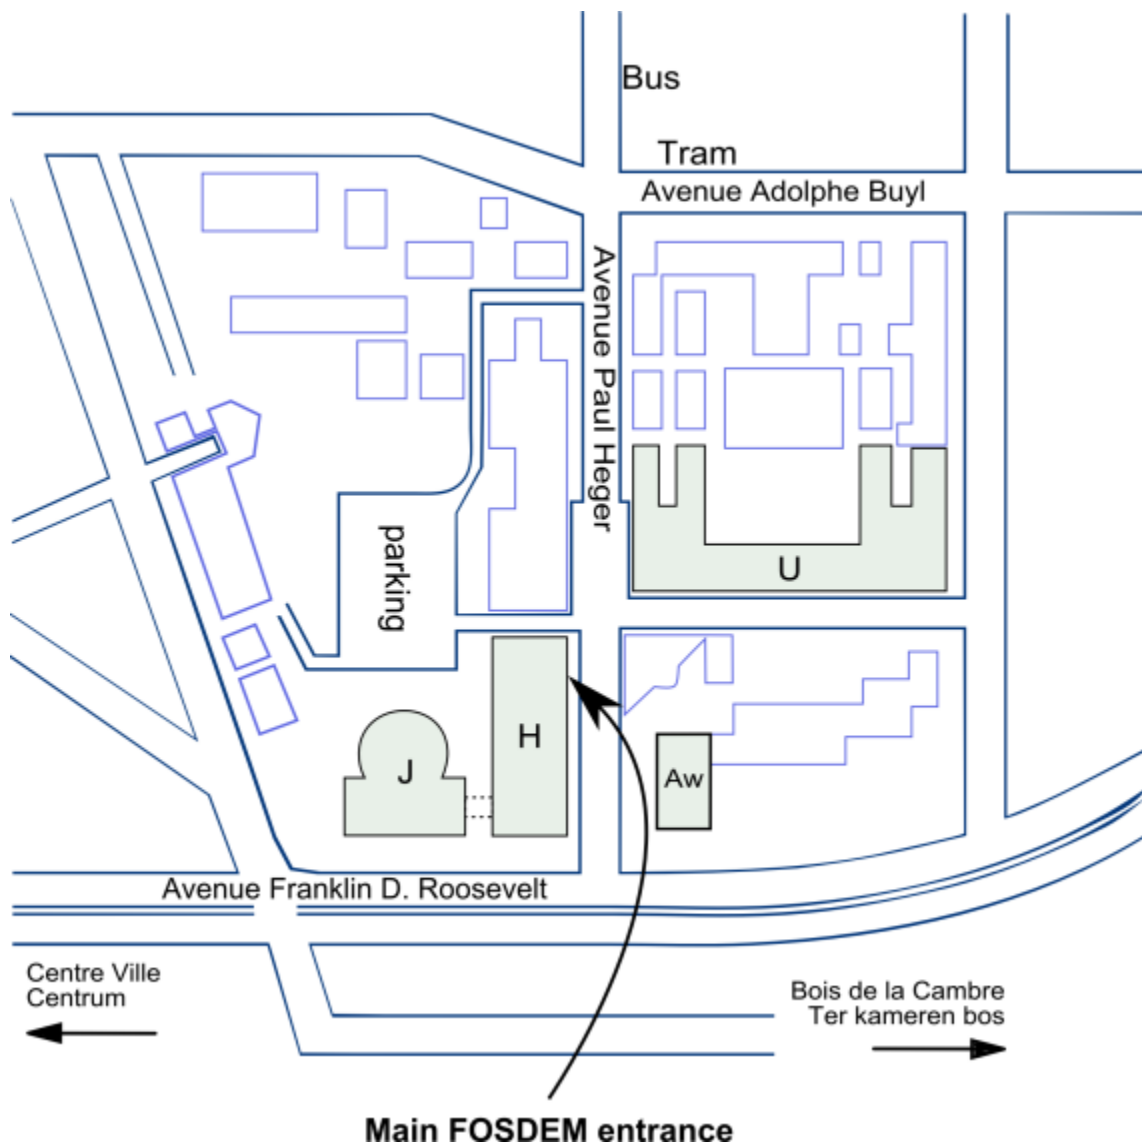 Bus
Tram
Avenue Adolphe Buyl
Avenue Paul Heger
parking
U
H
J
Aw
Avenue Franklin D. Roosevelt
Centre Ville
Centrum
Bois de la Cambre
Ter kameren bos
Main FOSDEM entrance